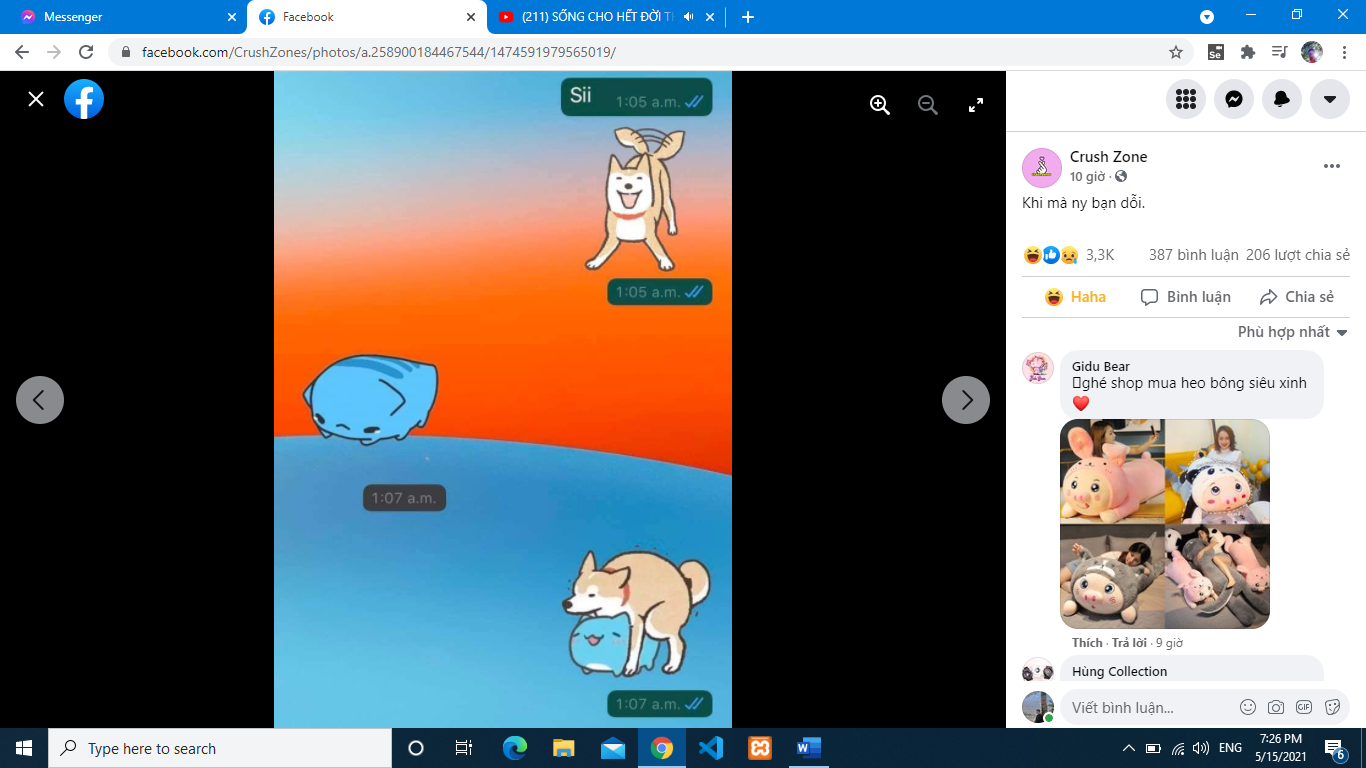 Messenger
Facebook
(211) SỐNG CHO HẾT ĐỜI TH
facebook.com/CrushZones/photos/a.258900184467544/1474591979565019/
Se
Sii
1:05 a.m.
1:05 a.m.
1:07 a.m.
1:07 a.m.
Crush Zone
10 giờ ·
Khi mà ny bạn dỗi.
3,3K 387 bình luận 206 lượt chia sẻ
Haha Bình luận Chia sẻ
Phù hợp nhất
Gidu Bear
ghé shop mua heo bông siêu xinh
Thích · Trả lời · 9 giờ
Hùng Collection
Viết bình luận...
GIF
Type here to search
ENG
7:26 PM
5/15/2021
6